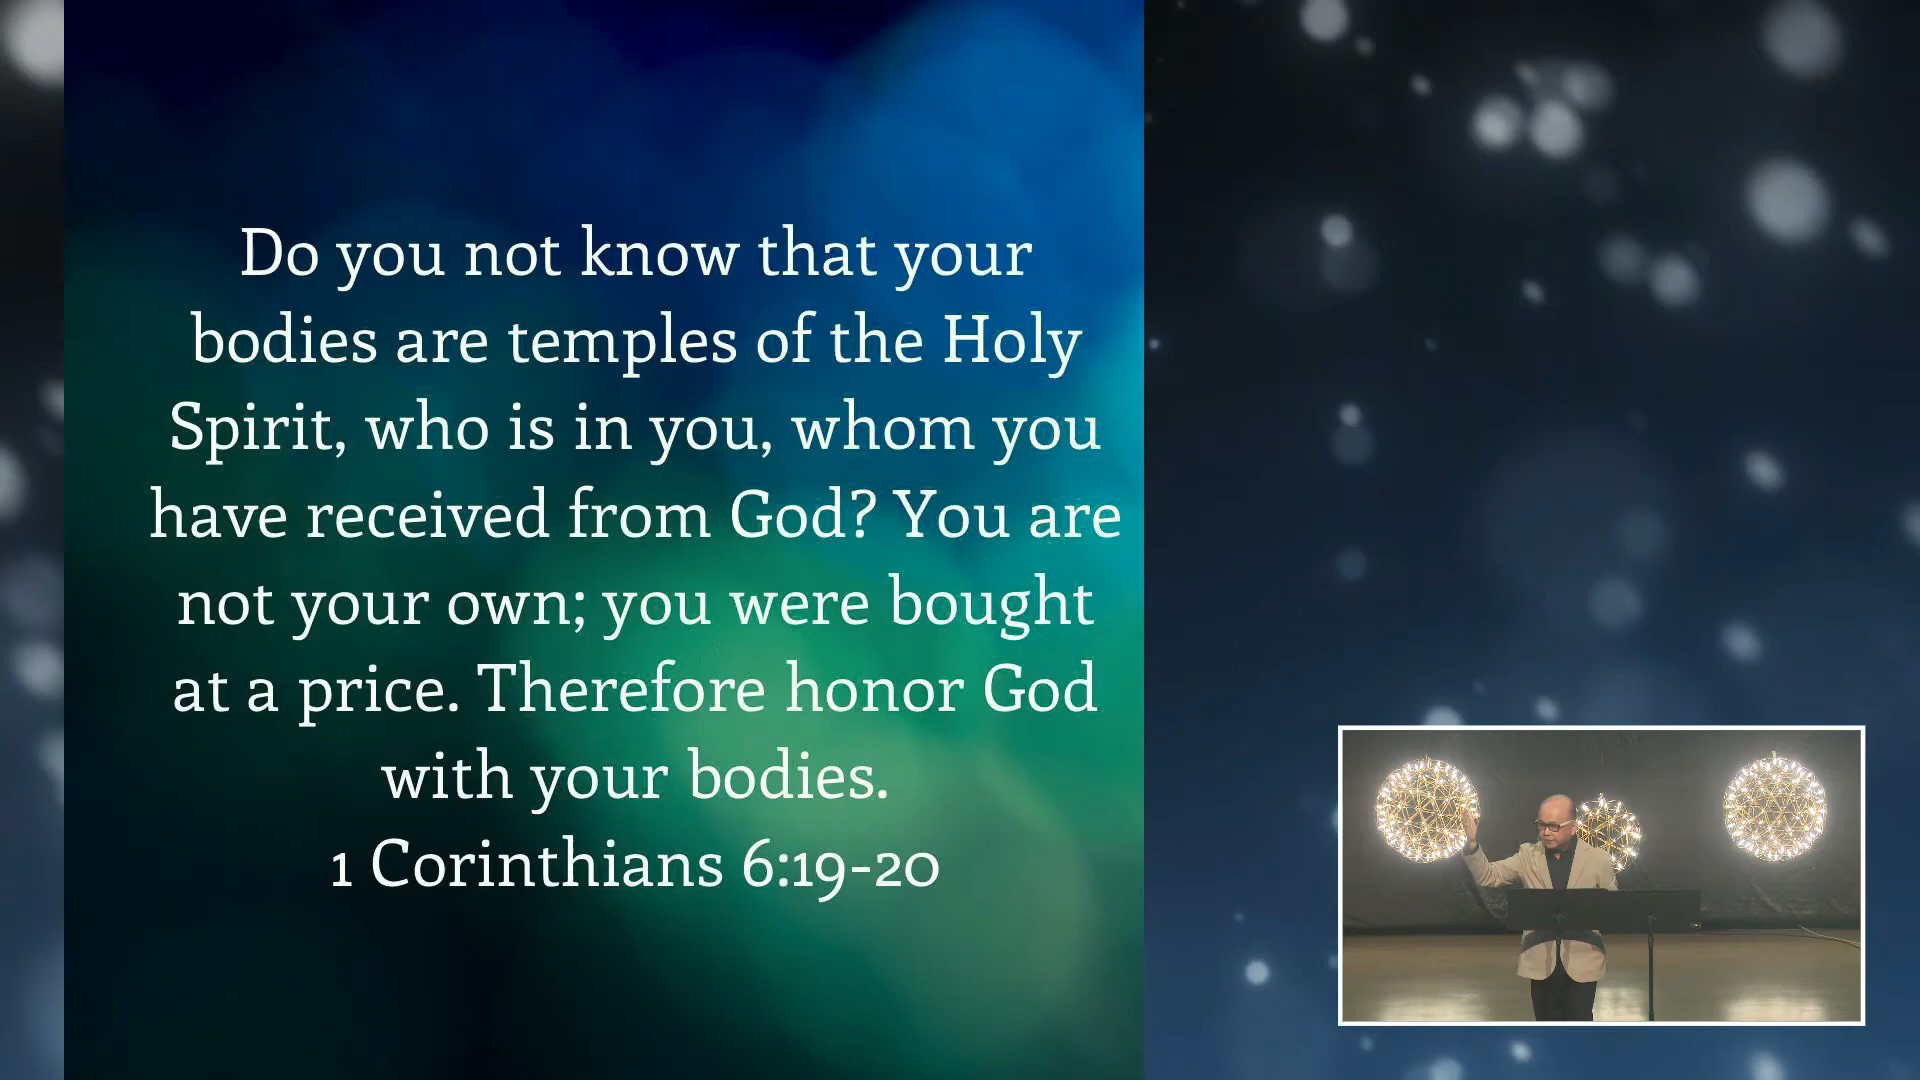 Do you not know that your
bodies are temples of the Holy
Spirit, who is in you, whom you
have received from God? You are
not your own; you were bought
at a price. Therefore honor God
with your bodies.
1 Corinthians 6:19-20